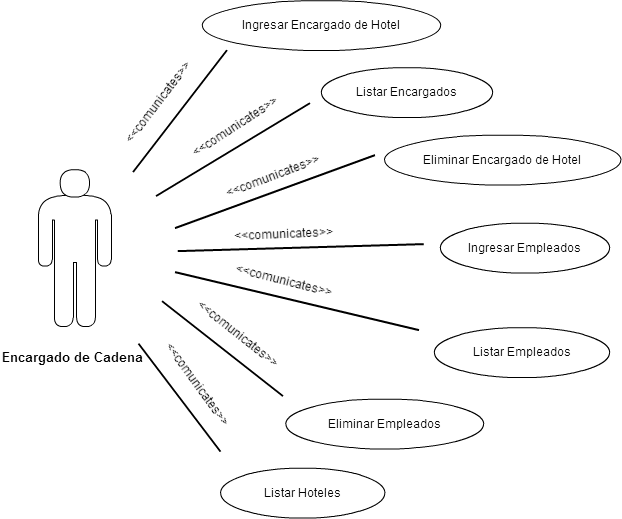 Ingresar Encargado de Hotel
<<comunicates>>
Listar Encargados
<<comunicates>>
Eliminar Encargado de Hotel
<<comunicates>>
Ingresar Empleados
<<comunicates>>
Listar Empleados
<<comunicates>>
Encargado de Cadena
Eliminar Empleados
<<comunicates>>
Listar Hoteles
<<comunicates>>